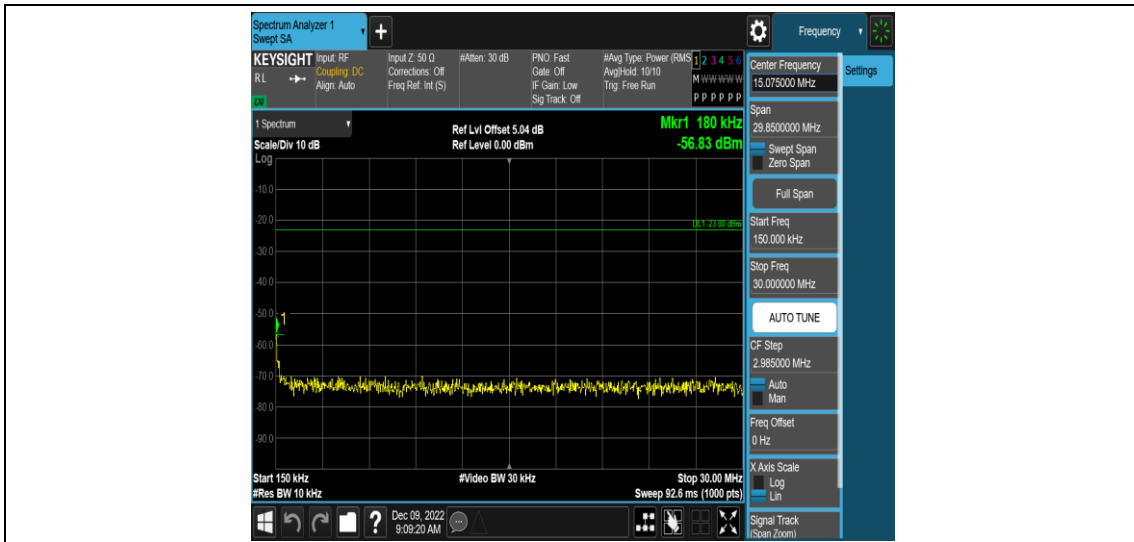 Spectrum Analyzer 1
Swept SA
+
Frequency
KEYSIGHT
RL
LXI
Input: RF
Coupling: DC
Align: Auto
Input Z: 50 Ω
Corrections: Off
Freq Ref: Int (S)
#Atten: 30 dB
PNO: Fast
Gate: Off
IF Gain: Low
Sig Track: Off
#Avg Type: Power (RMS
Avg|Hold: 10/10
Trig: Free Run
1 2 3 4 5 6
M W W W W W
P P P P P P
1 Spectrum
Scale/Div 10 dB
Log
Ref Lvl Offset 5.04 dB
Ref Level 0.00 dBm
Mkr1 180 kHz
-56.83 dBm
-10.0
-20.0
DL1 -23.00 dBm
-30.0
-40.0
-50.0
1
-60.0
-70.0
-80.0
-90.0
Start 150 kHz
#Res BW 10 kHz
#Video BW 30 kHz
Stop 30.00 MHz
Sweep 92.6 ms (1000 pts)
?
Dec 09, 2022
9:09:20 AM
Settings
Center Frequency
15.075000 MHz
Span
29.8500000 MHz
Swept Span
Zero Span
Full Span
Start Freq
150.000 kHz
Stop Freq
30.000000 MHz
AUTO TUNE
CF Step
2.985000 MHz
Auto
Man
Freq Offset
0 Hz
X Axis Scale
Log
Lin
Signal Track
(Span Zoom)